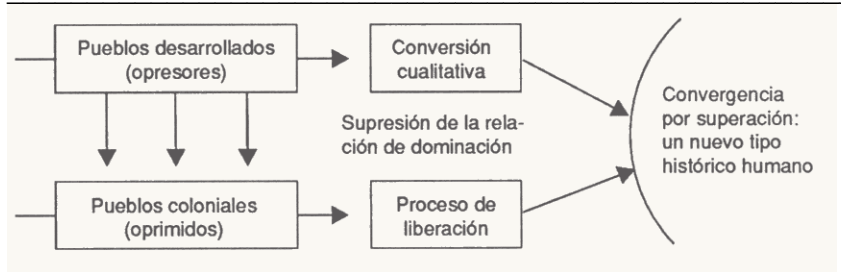 Pueblos desarrollados
(opresores)
Conversión
cualitativa
Supresión de la rela-
ción de dominación
Convergencia
por superación:
un nuevo tipo
histórico humano
Pueblos coloniales
(oprimidos)
Proceso de
liberación